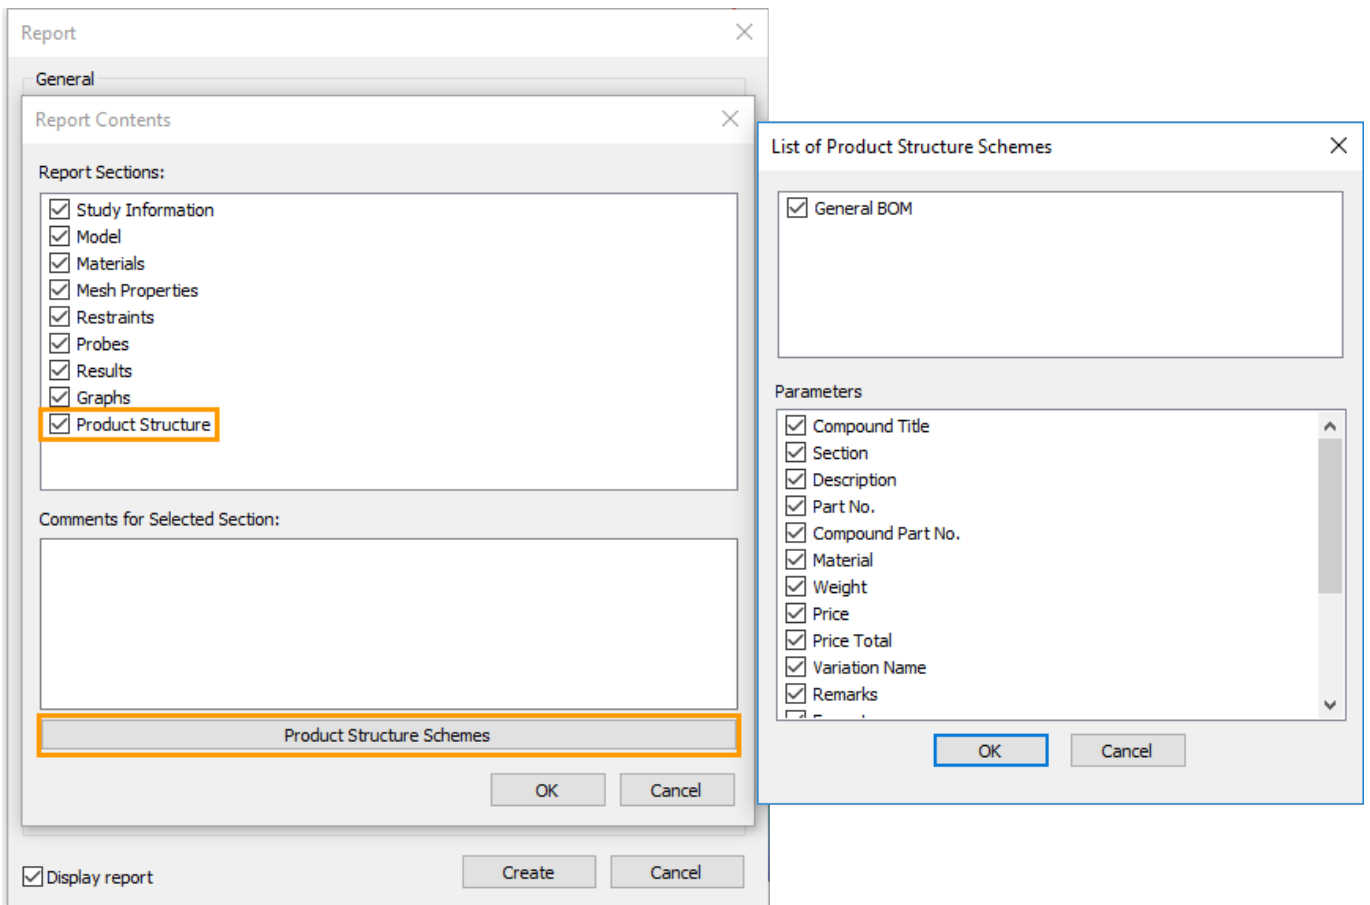 Report
General
Report Contents
Report Sections:
Study Information
Model
Materials
Mesh Properties
Restraints
Probes
Results
Graphs
Product Structure
Comments for Selected Section:
Product Structure Schemes
OK Cancel
Display report Create Cancel
List of Product Structure Schemes
General BOM
Parameters
Compound Title
Section
Description
Part No.
Compound Part No.
Material
Weight
Price
Price Total
Variation Name
Remarks
OK Cancel